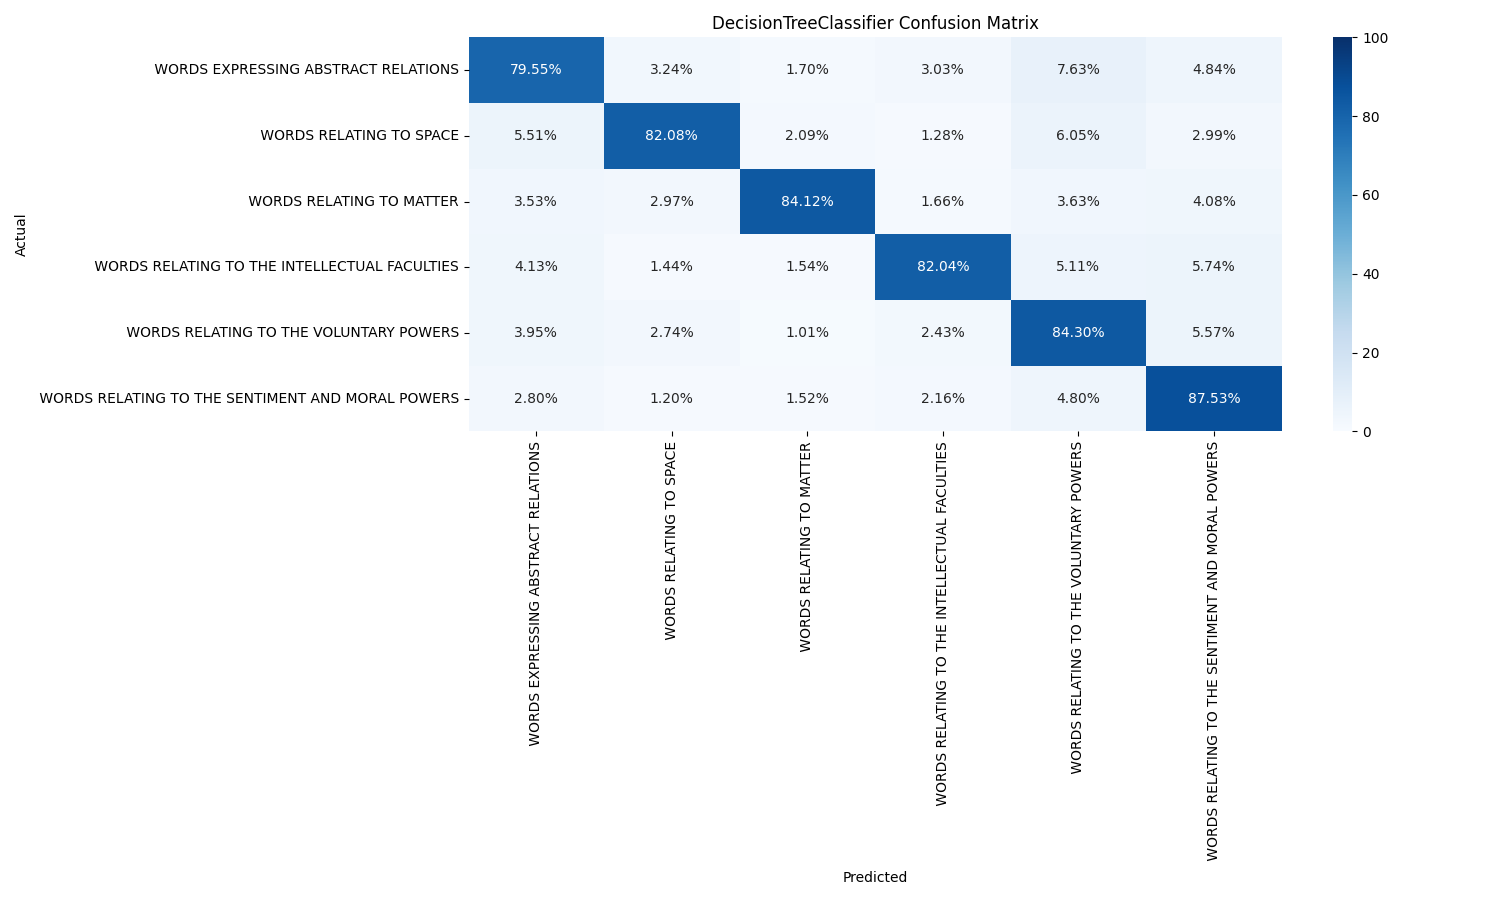 DecisionTreeClassifier Confusion Matrix
WORDS EXPRESSING ABSTRACT RELATIONS 79.55% 3.24% 1.70% 3.03% 7.63% 4.84%
WORDS RELATING TO SPACE 5.51% 82.08% 2.09% 1.28% 6.05% 2.99%
WORDS RELATING TO MATTER 3.53% 2.97% 84.12% 1.66% 3.63% 4.08%
WORDS RELATING TO THE INTELLECTUAL FACULTIES 4.13% 1.44% 1.54% 82.04% 5.11% 5.74%
WORDS RELATING TO THE VOLUNTARY POWERS 3.95% 2.74% 1.01% 2.43% 84.30% 5.57%
WORDS RELATING TO THE SENTIMENT AND MORAL POWERS 2.80% 1.20% 1.52% 2.16% 4.80% 87.53%
Actual
WORDS EXPRESSING ABSTRACT RELATIONS
WORDS RELATING TO SPACE
WORDS RELATING TO MATTER
WORDS RELATING TO THE INTELLECTUAL FACULTIES
WORDS RELATING TO THE VOLUNTARY POWERS
WORDS RELATING TO THE SENTIMENT AND MORAL POWERS
Predicted
100
80
60
40
20
0